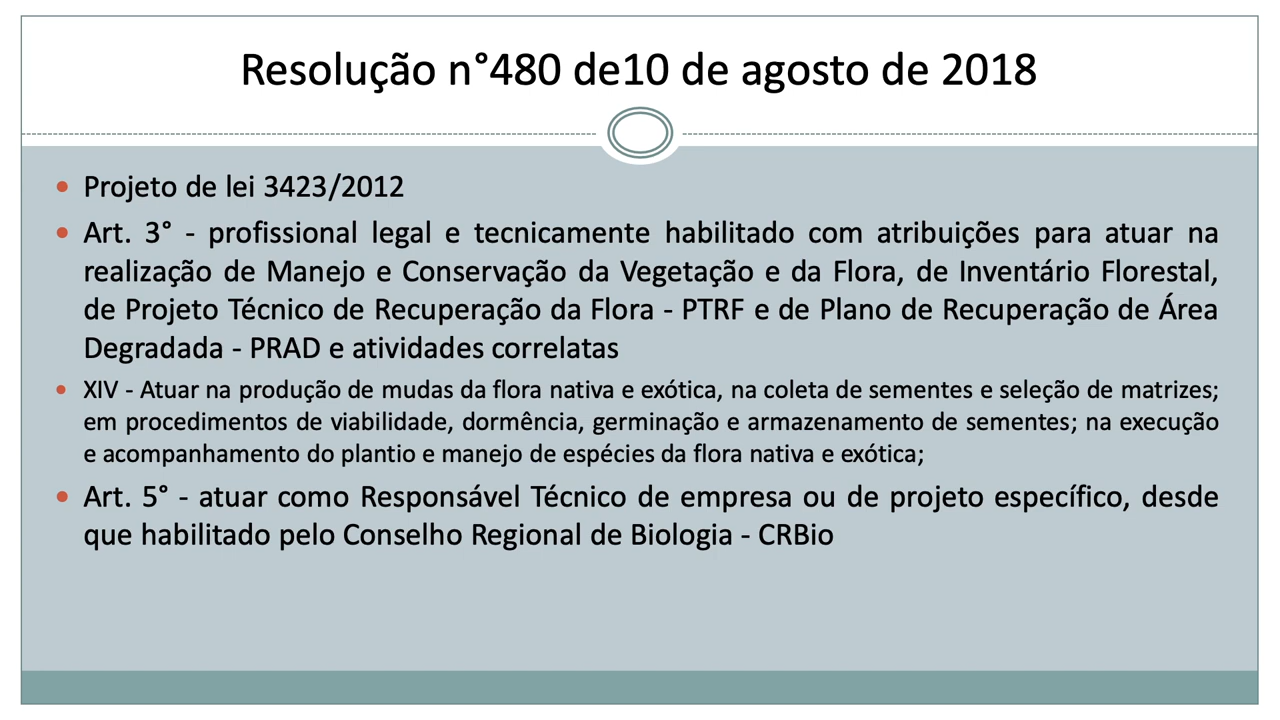 Resolução n°480 de10 de agosto de 2018
• Projeto de lei 3423/2012
• Art. 3° - profissional legal e tecnicamente habilitado com atribuições para atuar na
realização de Manejo e Conservação da Vegetação e da Flora, de Inventário Florestal,
de Projeto Técnico de Recuperação da Flora - PTRF e de Plano de Recuperação de Área
Degradada - PRAD e atividades correlatas
• XIV - Atuar na produção de mudas da flora nativa e exótica, na coleta de sementes e seleção de matrizes;
em procedimentos de viabilidade, dormência, germinação e armazenamento de sementes; na execução
e acompanhamento do plantio e manejo de espécies da flora nativa e exótica;
• Art. 5° - atuar como Responsável Técnico de empresa ou de projeto específico, desde
que habilitado pelo Conselho Regional de Biologia - CRBio